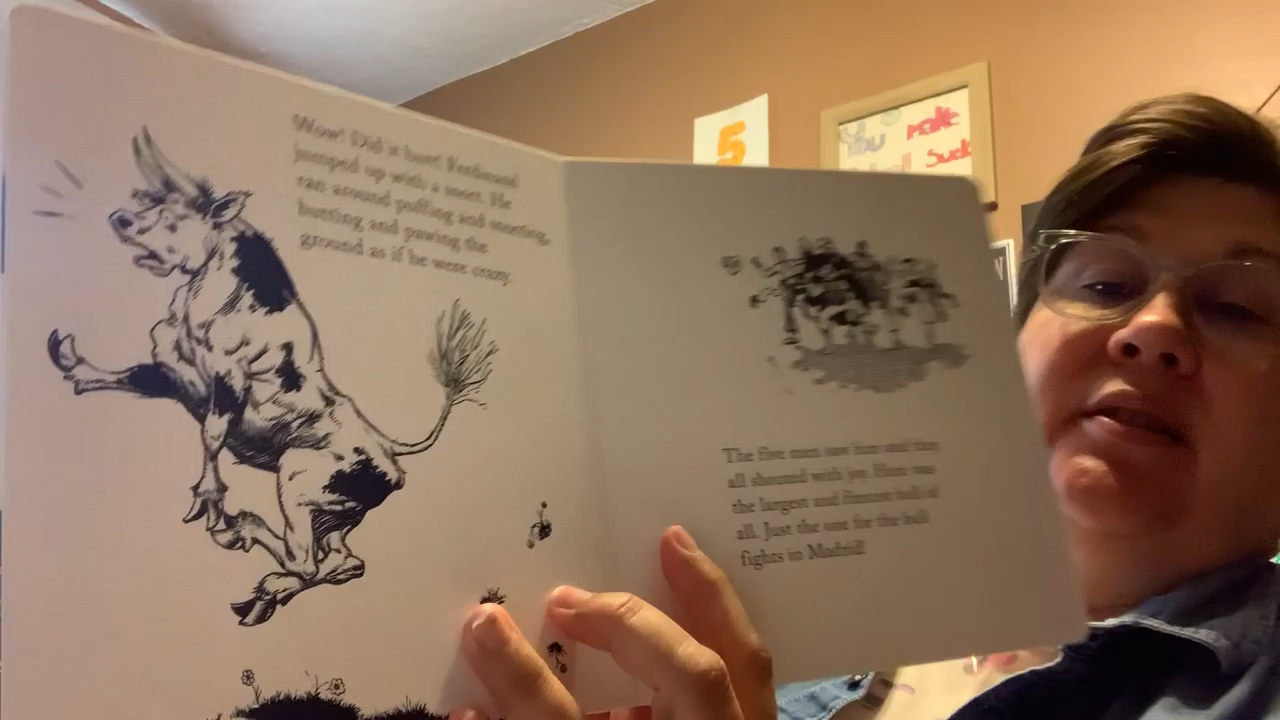 Wow! Did it hurt! Ferdinand
jumped up with a snort. He
ran around puffing and snorting,
butting and pawing the
ground as if he were crazy.
5
You make
Suck
The five men saw him and they
all shouted with joy. Here was
the largest and fiercest bull of
all. Just the one for the bull
fights in Madrid!